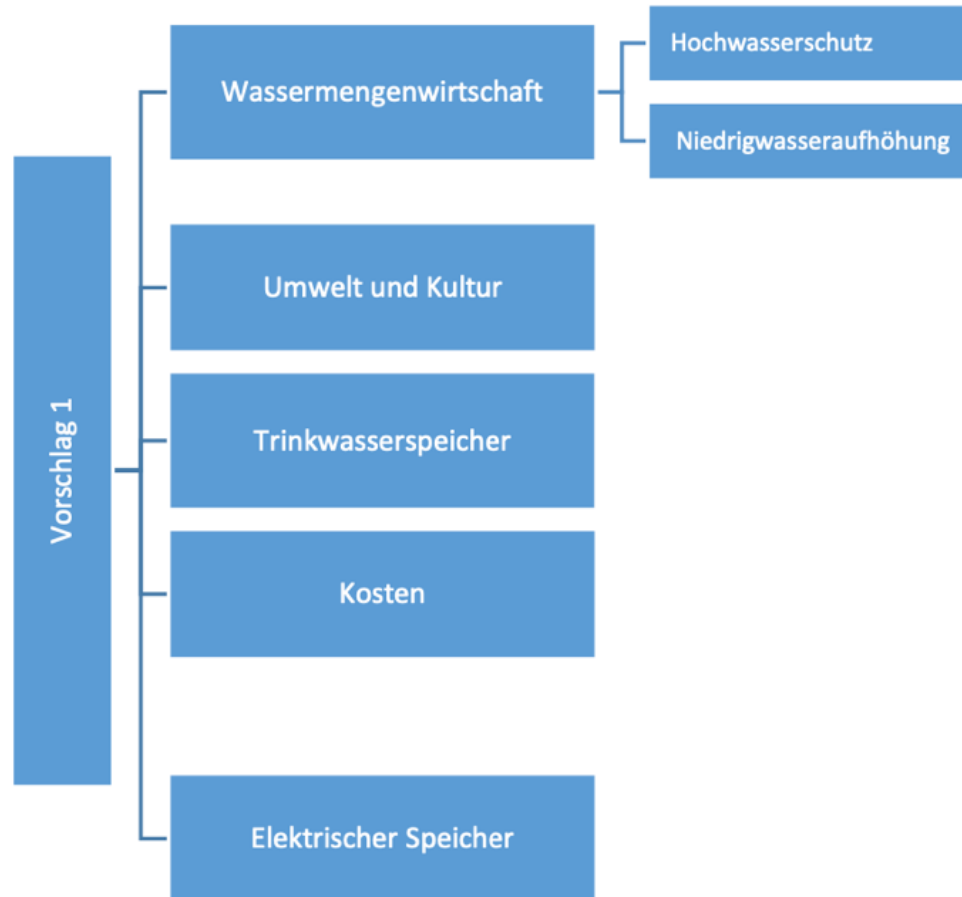 Vorschlag 1
Wassermengenwirtschaft
Hochwasserschutz
Niedrigwasseraufhöhung
Umwelt und Kultur
Trinkwasserspeicher
Kosten
Elektrischer Speicher